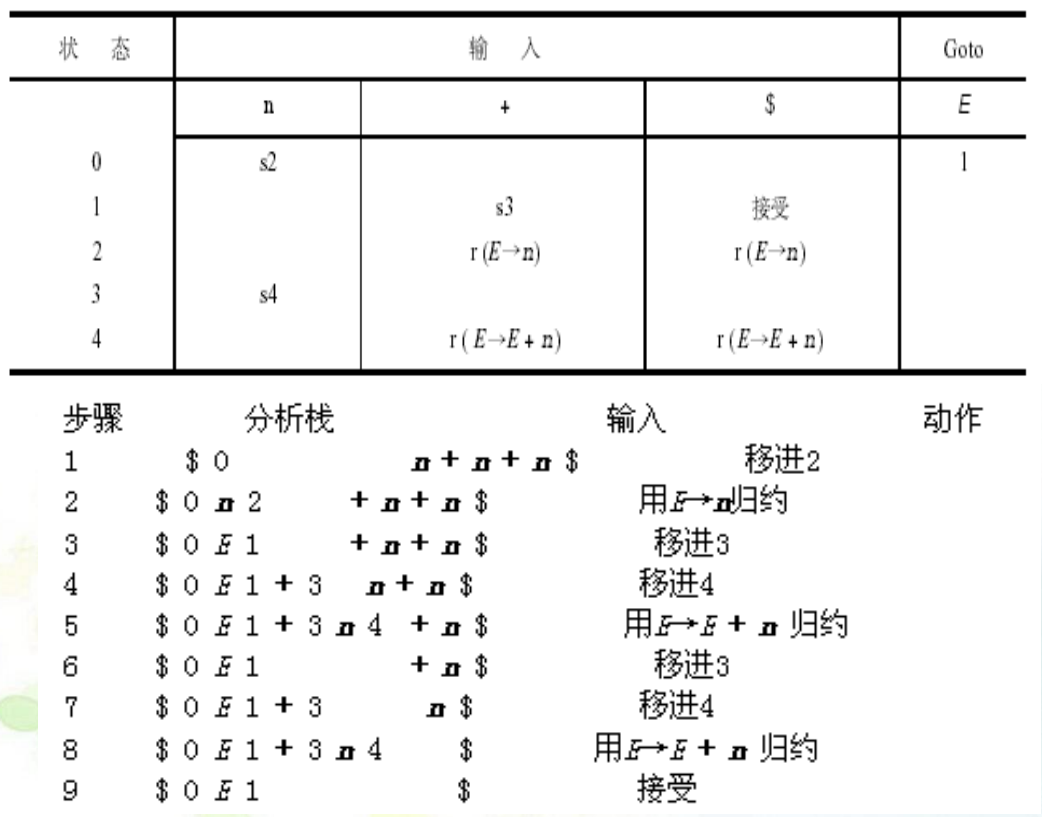 状 态 输 入 Goto
n + $ E
0 s2 1
1 s3 接受
2 r (E→n) r (E→n)
3 s4
4 r ( E→E + n) r (E→E + n)
步骤 分析栈 输入 动作
1 $ 0 n + n + n $ 移进2
2 $ 0 n 2 + n + n $ 用E→n归约
3 $ 0 E 1 + n + n $ 移进3
4 $ 0 E 1 + 3 n + n $ 移进4
5 $ 0 E 1 + 3 n 4 + n $ 用E→E + n 归约
6 $ 0 E 1 + n $ 移进3
7 $ 0 E 1 + 3 n $ 移进4
8 $ 0 E 1 + 3 n 4 $ 用E→E + n 归约
9 $ 0 E 1 $ 接受